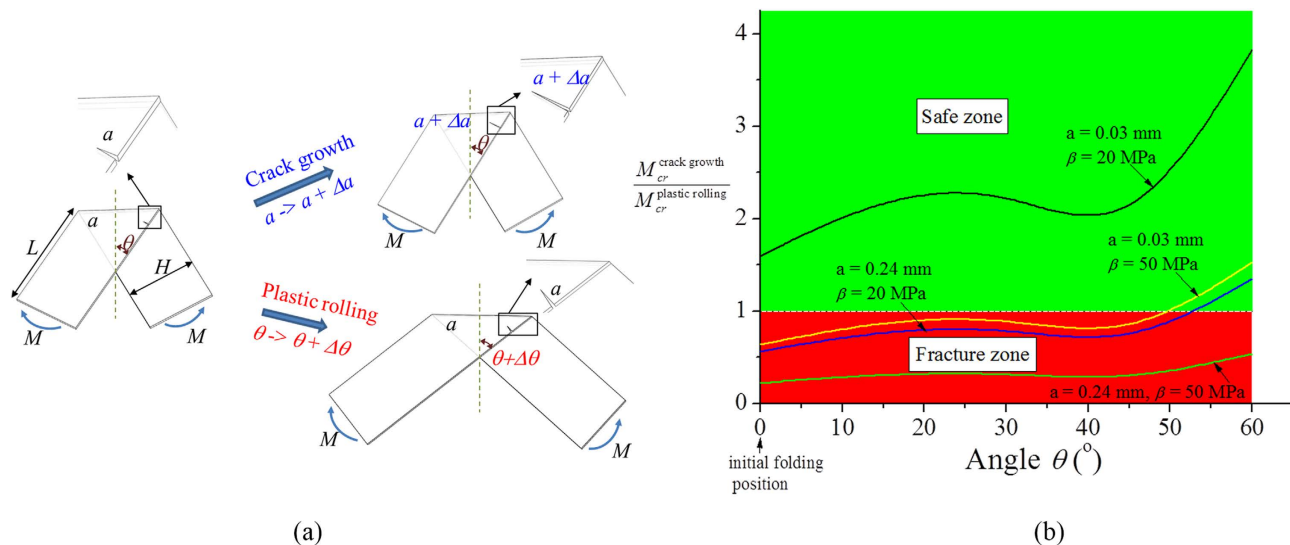 a
L
a
θ
H
M
M
Crack growth
a -> a + Δa
a + Δa
a + Δa
θ
M
M
Plastic rolling
θ -> θ + Δθ
a
a
θ+Δθ
M
M
(a)
M_cr^crack growth
M_cr^plastic rolling
4
3
2
1
0
Safe zone
a = 0.03 mm
β = 20 MPa
a = 0.03 mm
β = 50 MPa
a = 0.24 mm
β = 20 MPa
Fracture zone
a = 0.24 mm, β = 50 MPa
0 10 20 30 40 50 60
initial folding
position
Angle θ (°)
(b)